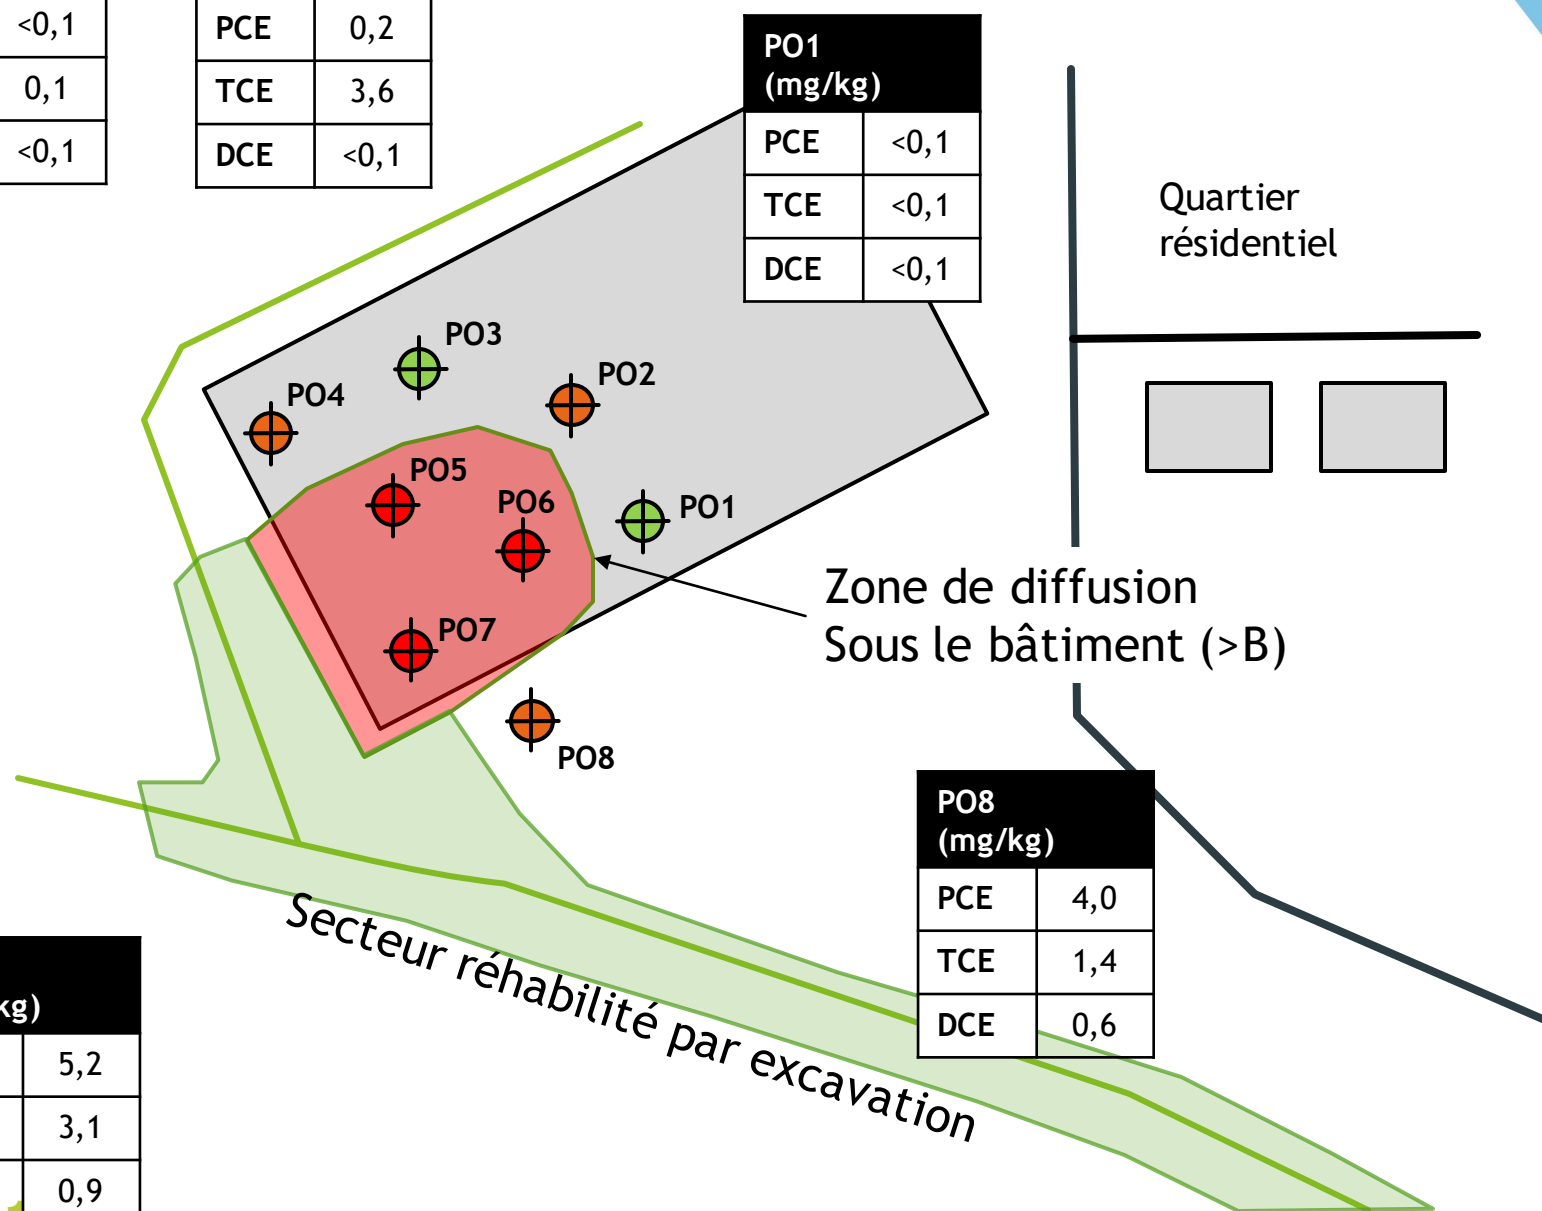 <0,1
0,1
<0,1
PCE 0,2
TCE 3,6
DCE <0,1
PO1
(mg/kg)
PCE <0,1
TCE <0,1
DCE <0,1
Quartier
résidentiel
PO3
PO2
PO4
PO5
PO6
PO1
Zone de diffusion
Sous le bâtiment (>B)
PO7
PO8
PO8
(mg/kg)
PCE 4,0
TCE 1,4
DCE 0,6
Secteur réhabilité par excavation
kg)
5,2
3,1
0,9